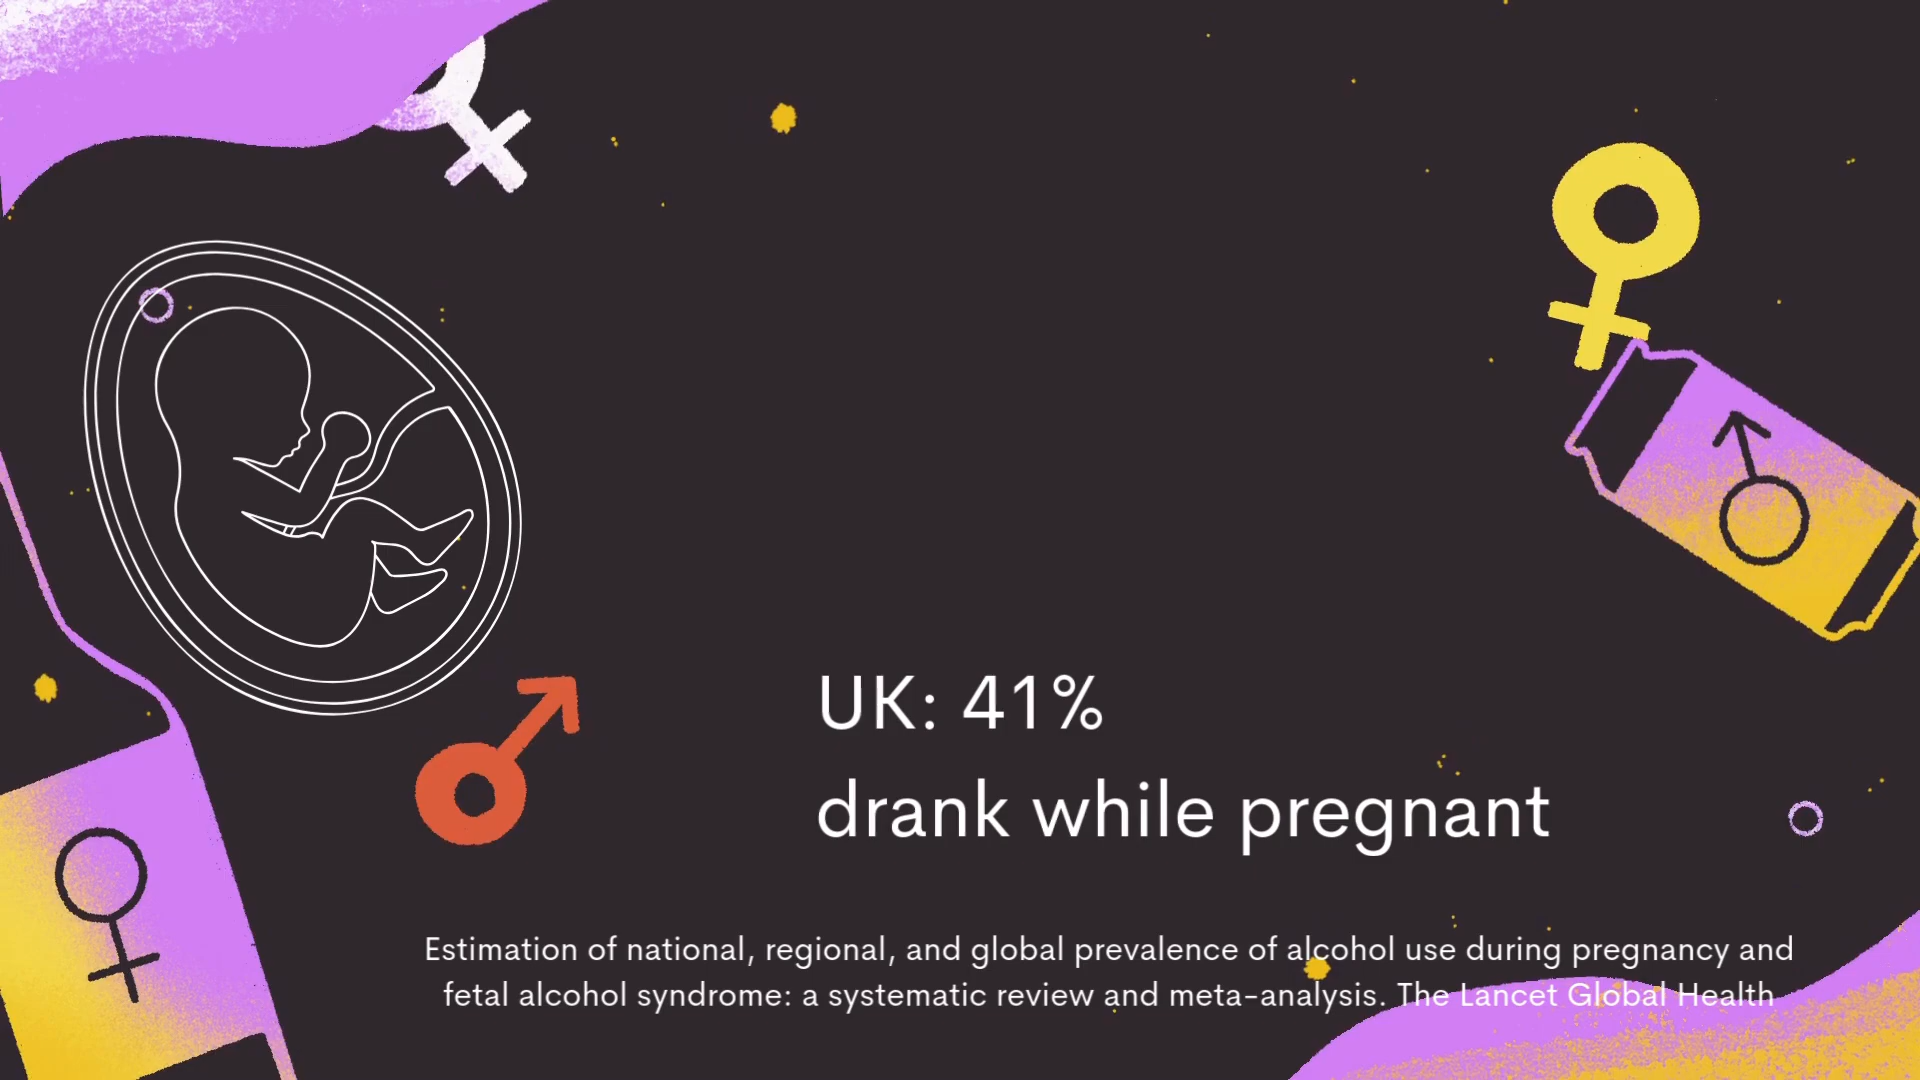 UK: 41%
drank while pregnant
Estimation of national, regional, and global prevalence of alcohol use during pregnancy and
fetal alcohol syndrome: a systematic review and meta-analysis. The Lancet Global Health